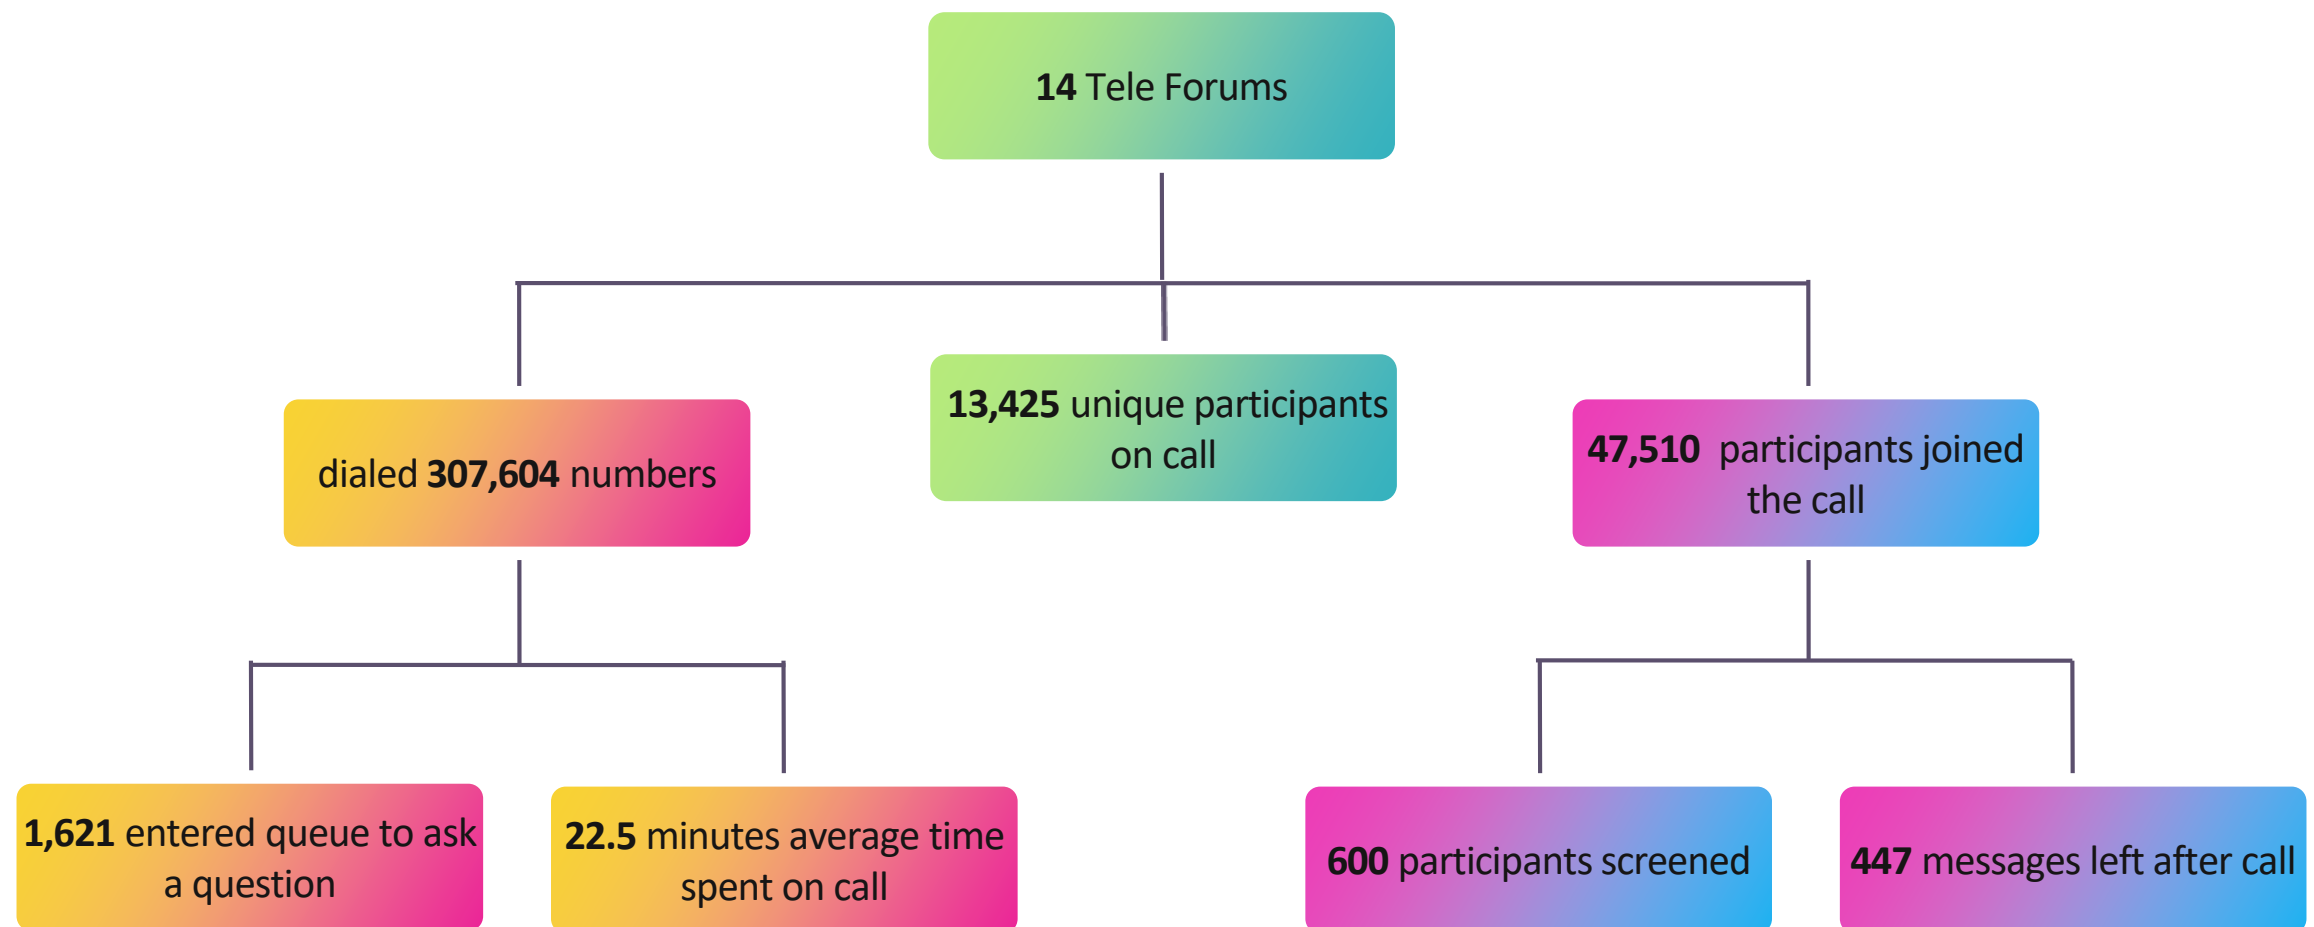 14 Tele Forums
13,425 unique participants
on call
dialed 307,604 numbers
47,510 participants joined
the call
1,621 entered queue to ask
a question
22.5 minutes average time
spent on call
600 participants screened
447 messages left after call